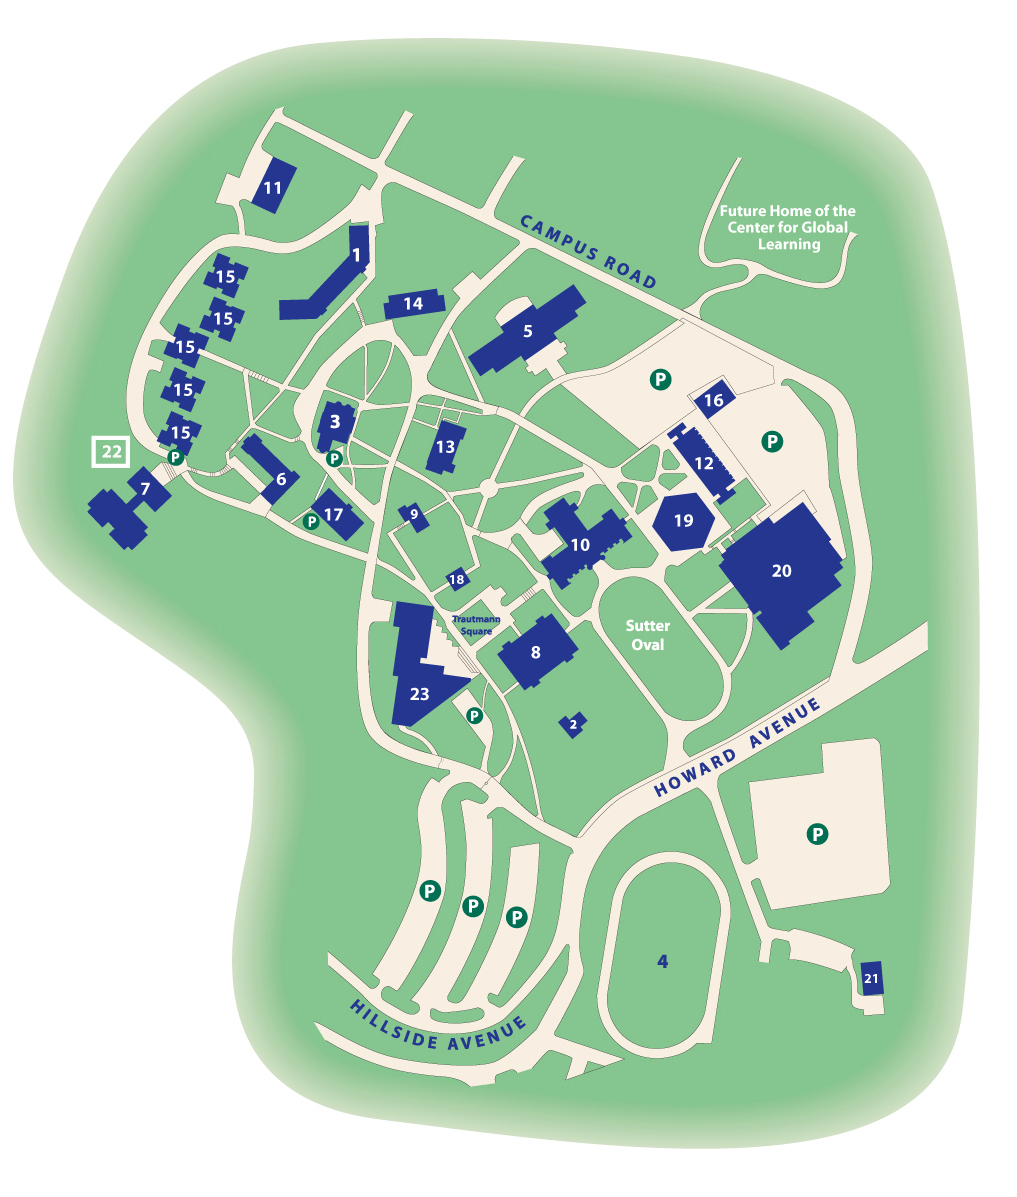 11
CAMPUS ROAD
Future Home of the
Center for Global
Learning
1
15
14
15
5
15
P
15
16
3
15
13
P
22
P
P
12
6
7
17
P
9
19
10
20
18
Trautmann
Square
Sutter
Oval
8
23
P
2
HOWARD AVENUE
P
P
P
P
4
21
HILLSIDE AVENUE